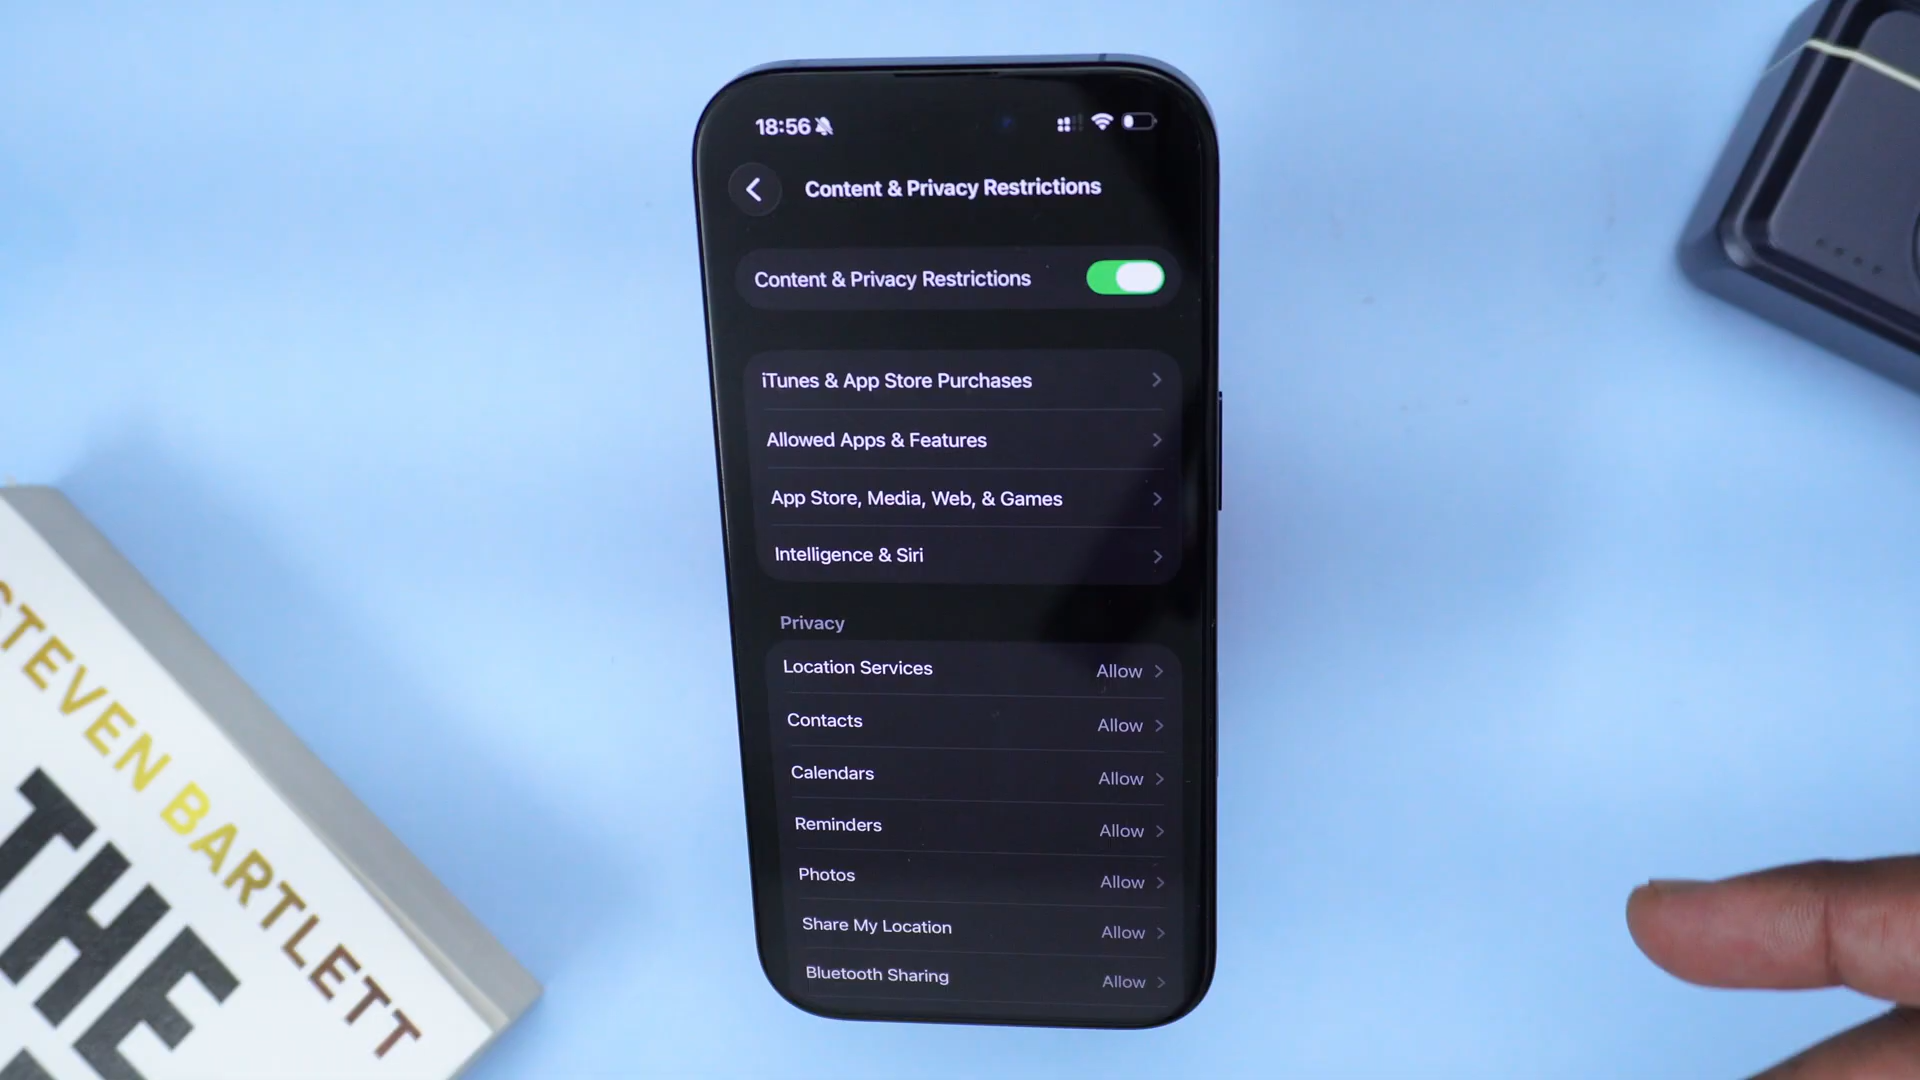 18:56
Content & Privacy Restrictions
Content & Privacy Restrictions
iTunes & App Store Purchases
Allowed Apps & Features
App Store, Media, Web, & Games
Intelligence & Siri
Privacy
Location Services Allow
Contacts Allow
Calendars Allow
Reminders Allow
Photos Allow
Share My Location Allow
Bluetooth Sharing Allow
STEVEN BARTLETT
THE